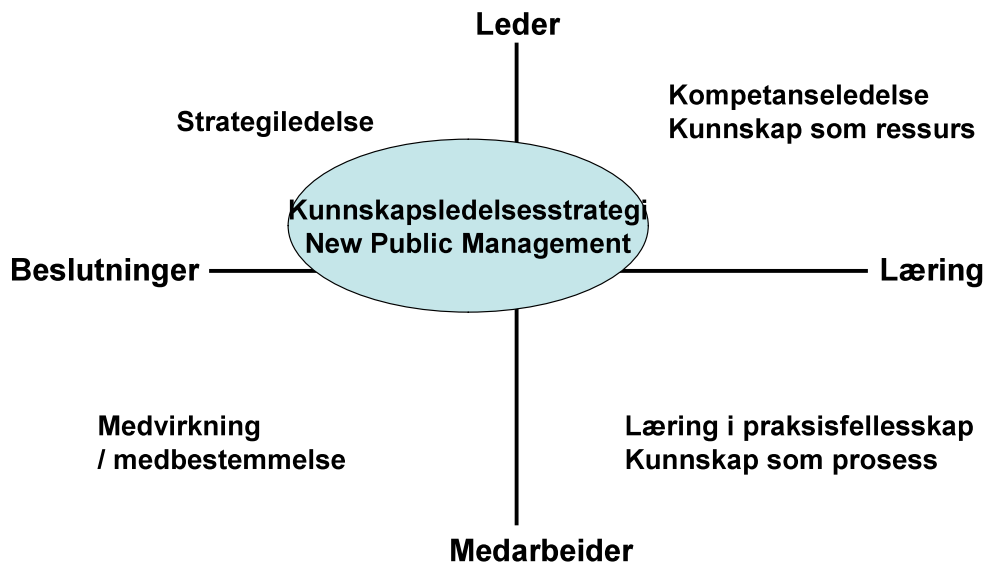 Leder
Strategiledelse
Kompetanseledelse
Kunnskap som ressurs
Kunnskapsledelsesstrategi
New Public Management
Beslutninger
Læring
Medvirkning
/ medbestemmelse
Læring i praksisfellesskap
Kunnskap som prosess
Medarbeider